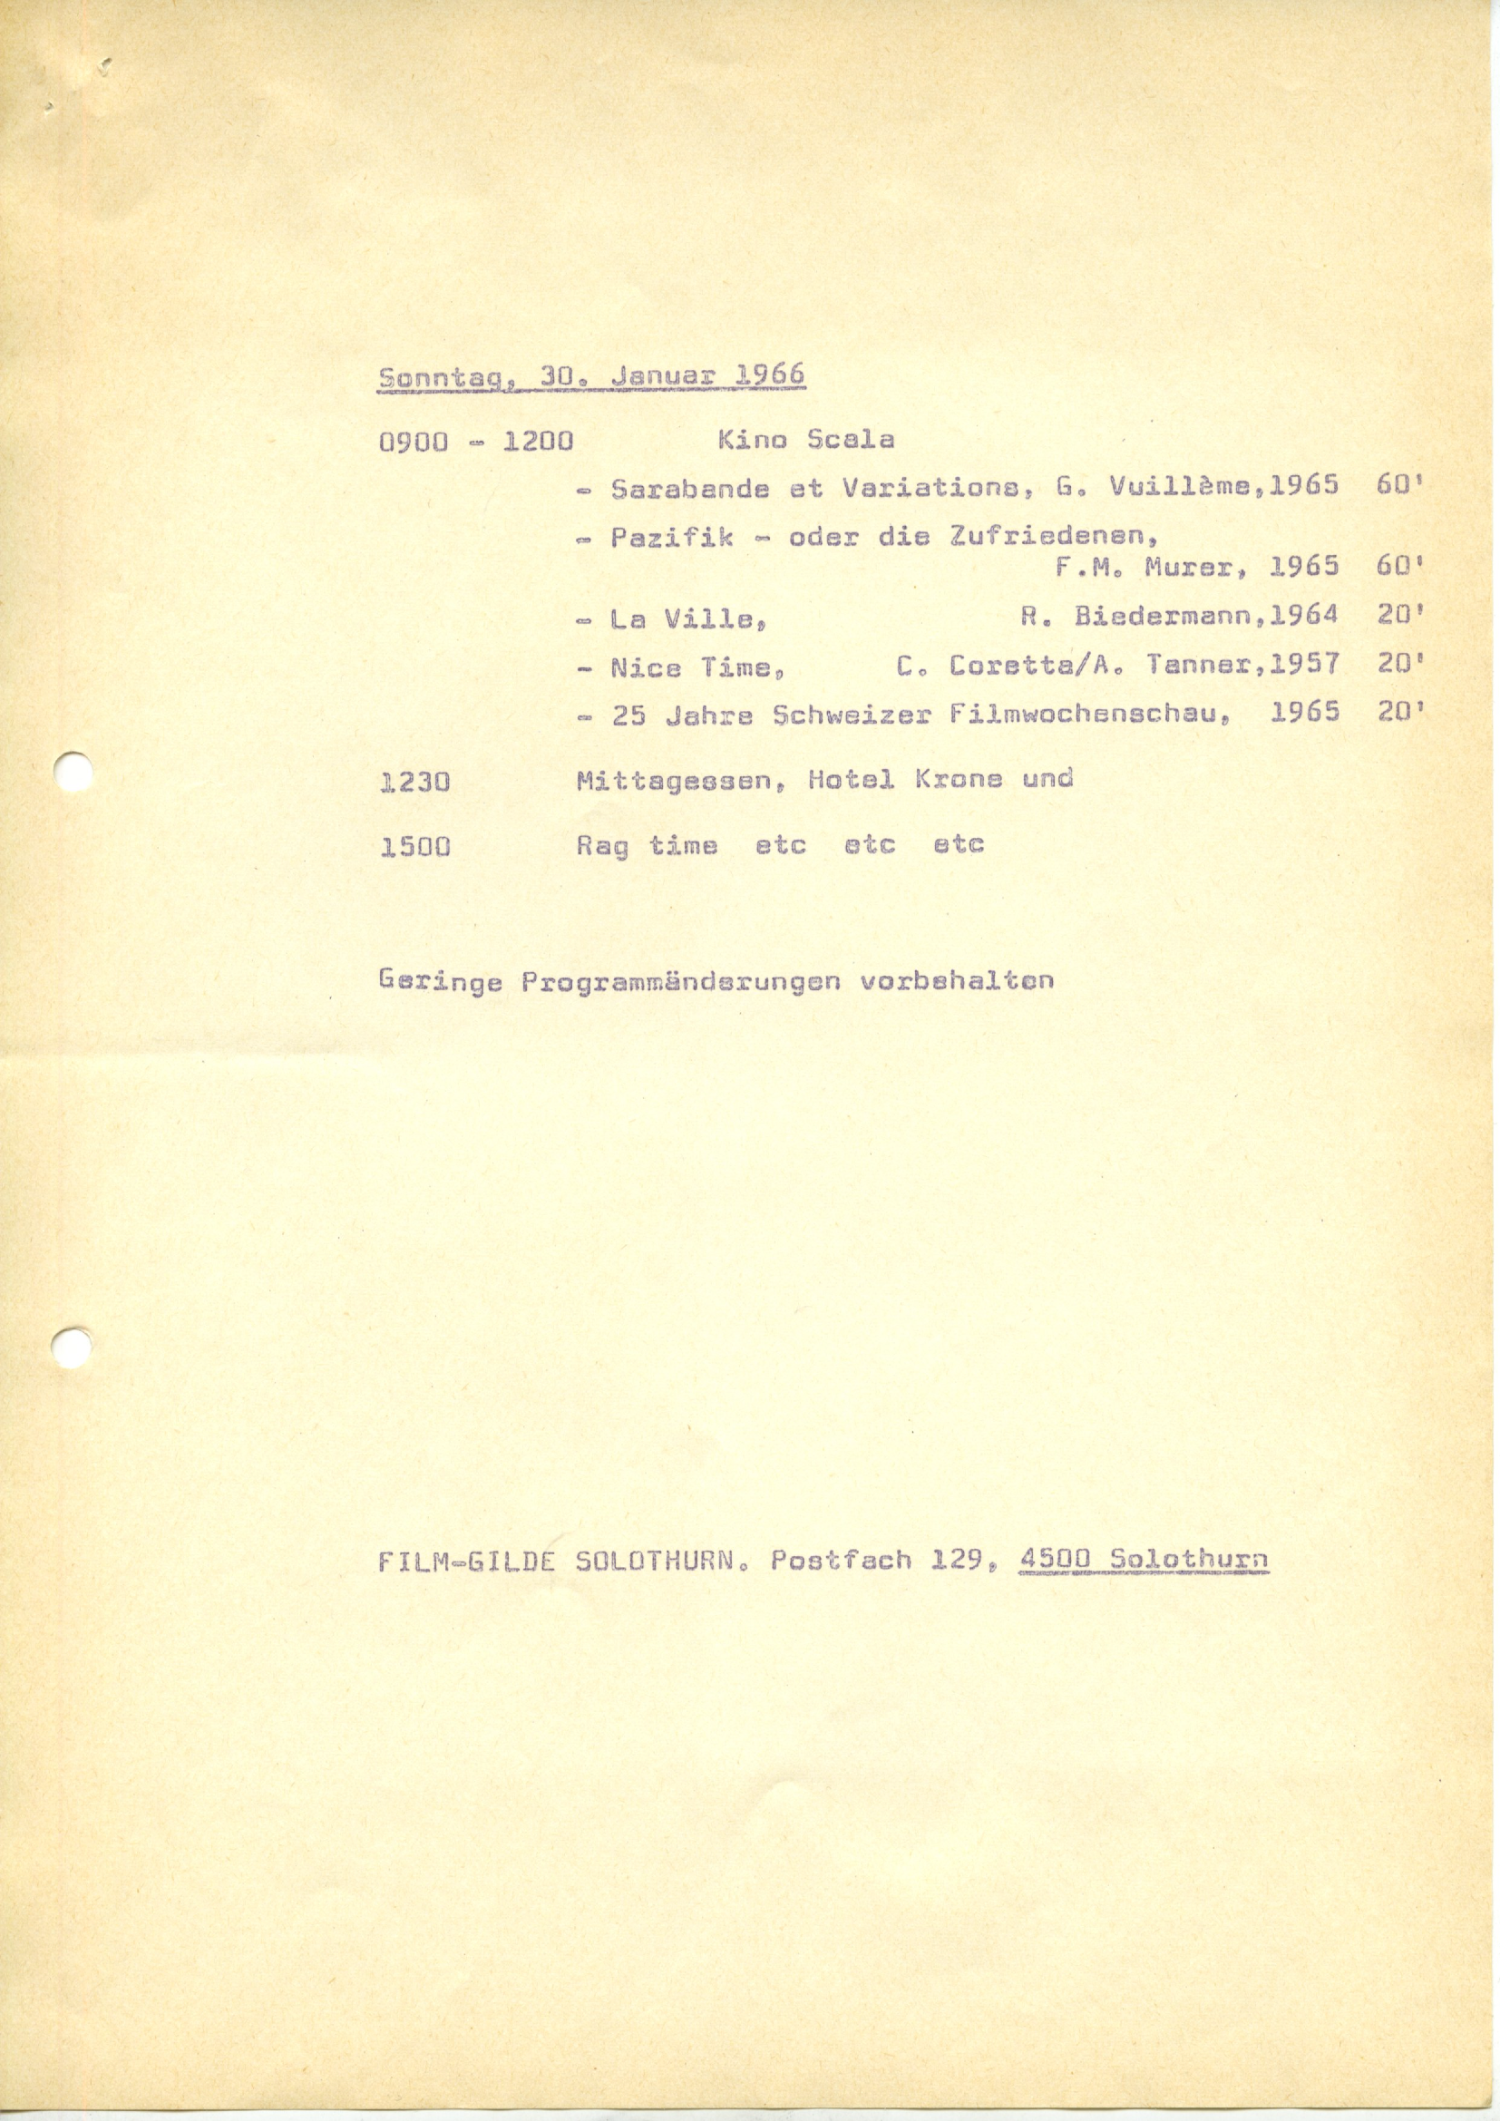 Sonntag, 30. Januar 1966
0900 - 1200 Kino Scala
- Sarabande et Variations, G. Vuillème,1965 60'
- Pazifik - oder die Zufriedenen,
F.M. Murer, 1965 60'
- La Ville, R. Biedermann,1964 20'
- Nice Time, C. Coretta/A. Tanner,1957 20'
- 25 Jahre Schweizer Filmwochenschau, 1965 20'
1230 Mittagessen, Hotel Krone und
1500 Rag time etc etc etc
Geringe Programmänderungen vorbehalten
FILM-GILDE SOLOTHURN. Postfach 129, 4500 Solothurn